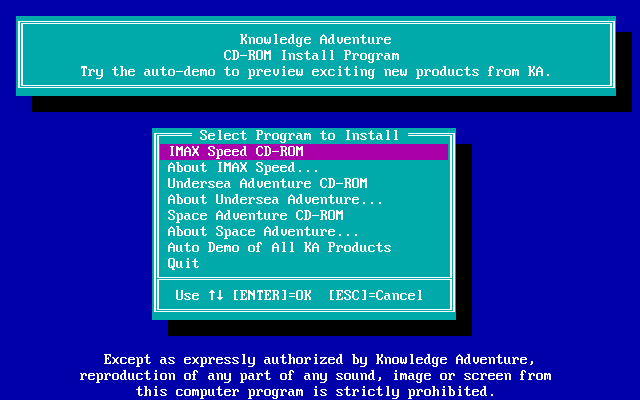 Knowledge Adventure
CD-ROM Install Program
Try the auto-demo to preview exciting new products from KA.
Select Program to Install
IMAX Speed CD-ROM
About IMAX Speed...
Undersea Adventure CD-ROM
About Undersea Adventure...
Space Adventure CD-ROM
About Space Adventure...
Auto Demo of All KA Products
Quit
Use ↑↓ [ENTER]=OK  [ESC]=Cancel
Except as expressly authorized by Knowledge Adventure,
reproduction of any part of any sound, image or screen from
this computer program is strictly prohibited.